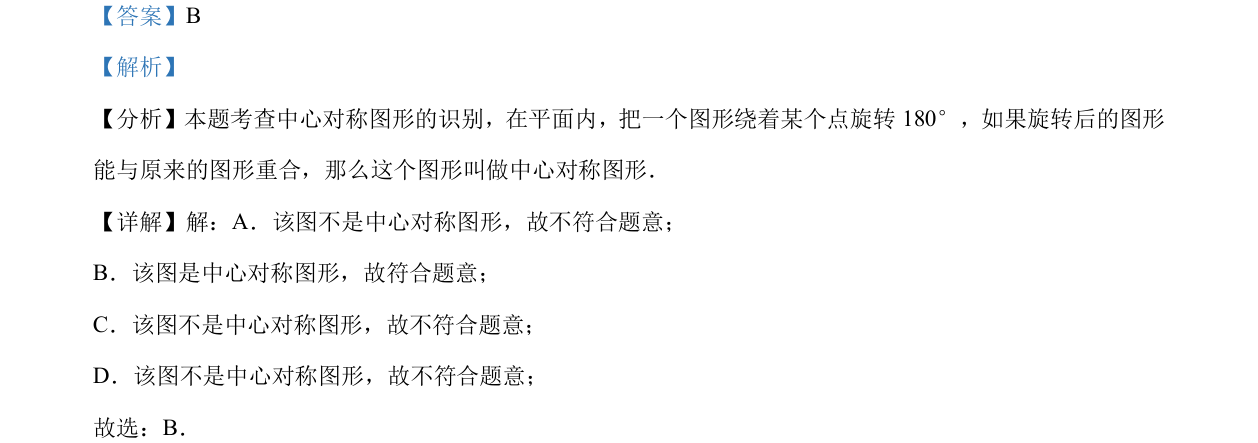 【答案】B
【解析】
【分析】本题考查中心对称图形的识别，在平面内，把一个图形绕着某个点旋转 180°，如果旋转后的图形
能与原来的图形重合，那么这个图形叫做中心对称图形．
【详解】解：A．该图不是中心对称图形，故不符合题意；
B．该图是中心对称图形，故符合题意；
C．该图不是中心对称图形，故不符合题意；
D．该图不是中心对称图形，故不符合题意；
故选：B．